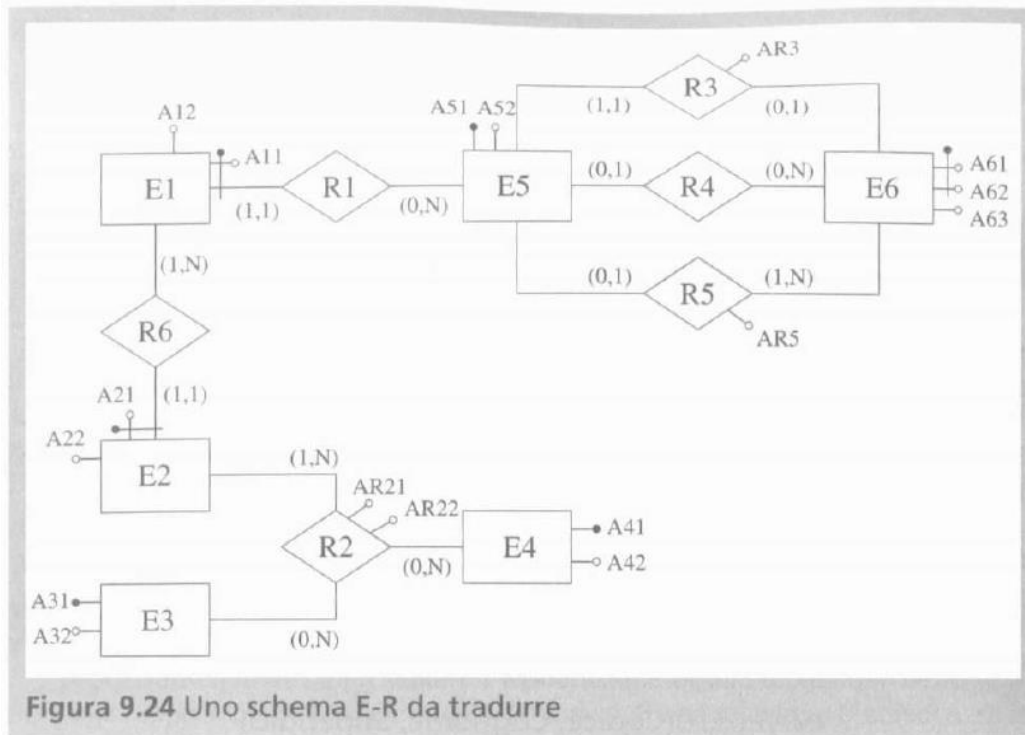 AR3
R3
(1,1)
(0,1)
A51
A52
A12
A11
A61
E1
R1
E5
(0,1)
R4
(0,N)
E6
A62
(1,1)
(0,N)
A63
(1,N)
(0,1)
R5
(1,N)
R6
AR5
A21
(1,1)
A22
E2
(1,N)
AR21
AR22
R2
E4
A41
(0,N)
A42
A31
E3
A32
(0,N)
Figura 9.24 Uno schema E-R da tradurre